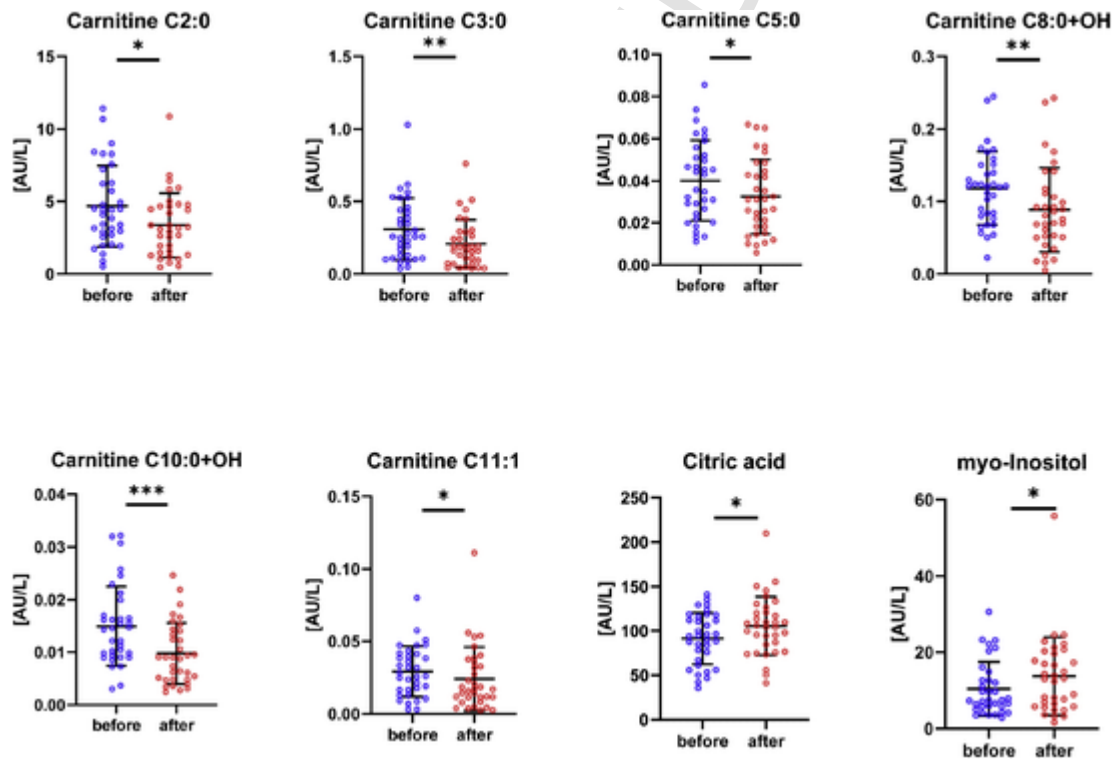 Carnitine C2:0
*
15
10
5
0
[AU/L]
before after
Carnitine C3:0
**
1.5
1.0
0.5
0.0
[AU/L]
before after
Carnitine C5:0
*
0.10
0.08
0.06
0.04
0.02
0.00
[AU/L]
before after
Carnitine C8:0+OH
**
0.3
0.2
0.1
0.0
[AU/L]
before after
Carnitine C10:0+OH
***
0.04
0.03
0.02
0.01
0.00
[AU/L]
before after
Carnitine C11:1
*
0.15
0.10
0.05
0.00
[AU/L]
before after
Citric acid
*
250
200
150
100
50
0
[AU/L]
before after
myo-Inositol
*
60
40
20
0
[AU/L]
before after